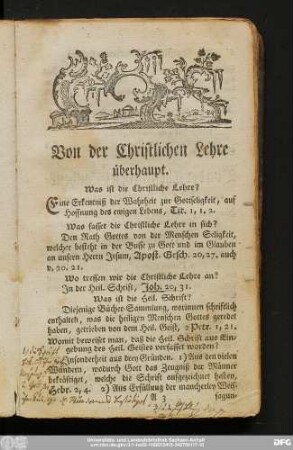 Von der Christlichen Lehre
überhaupt.
Was ist die Christliche Lehre?
Eine Erkentniß der Wahrheit zur Gottseligkeit, auf
Hoffnung des ewigen Lebens, Tit. 1, 1. 2.
Was fasset die Christliche Lehre in sich?
Den Rath Gottes von der Menschen Seligkeit,
welcher bestehet in der Busse zu Gott und im Glauben
an unsern Herrn Jesum, Apost. Gesch. 20, 27. euch
v. 20. 21.
Wo treffen wir die Christliche Lehre an?
In der Heil. Schrift, Joh. 20, 31.
Was ist die Heil. Schrift?
Diejenige Bücher-Sammlung, worinnen schriftlich
enthalten, was die heiligen Menschen Gottes geredet
haben, getrieben von dem Heil. Geist, 2 Petr. 1, 21.
Womit beweiset man, daß die Heil. Schrift aus Ein-
gebung des Heil. Geistes verfasset worden?
Insonderheit aus drey Gründen. 1) Aus den vielen
Wundern, wodurch Gott das Zeugniß der Männer
bekräftiget, welche die Schrift aufgezeichnet haben,
Hebr. 2, 4. 2) Aus Erfüllung der mancherley Weis-
A 3
sagun-